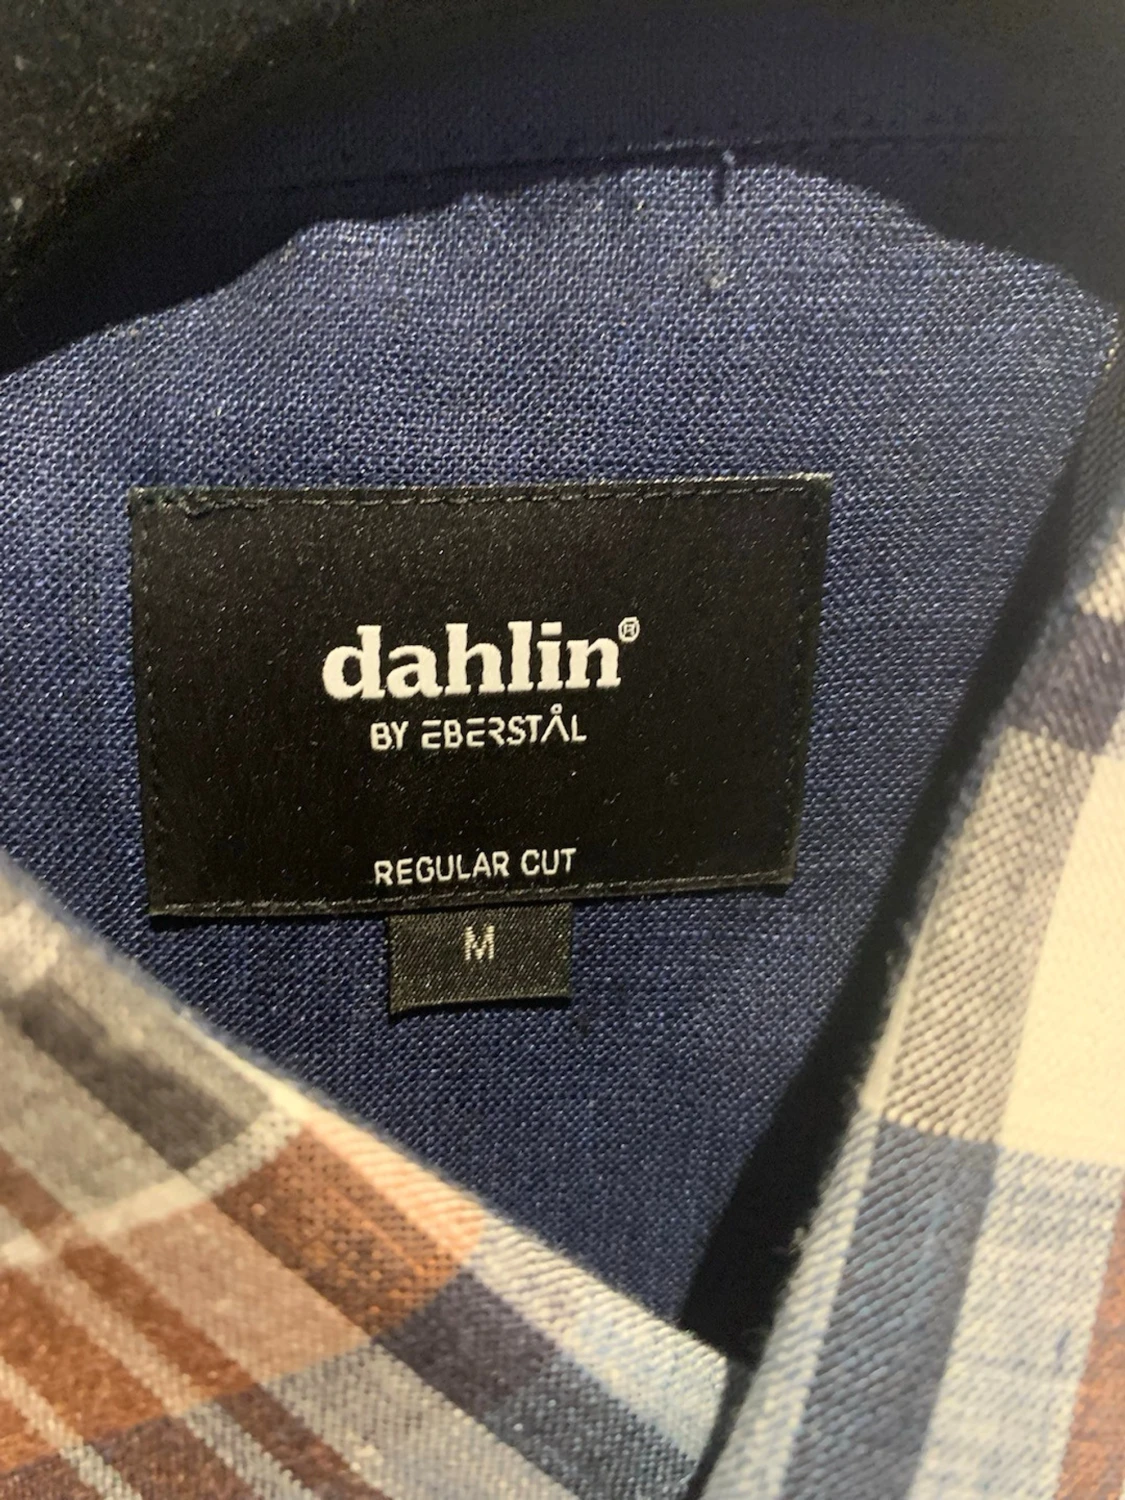 dahlin®
BY EBERSTÅL
REGULAR CUT
M